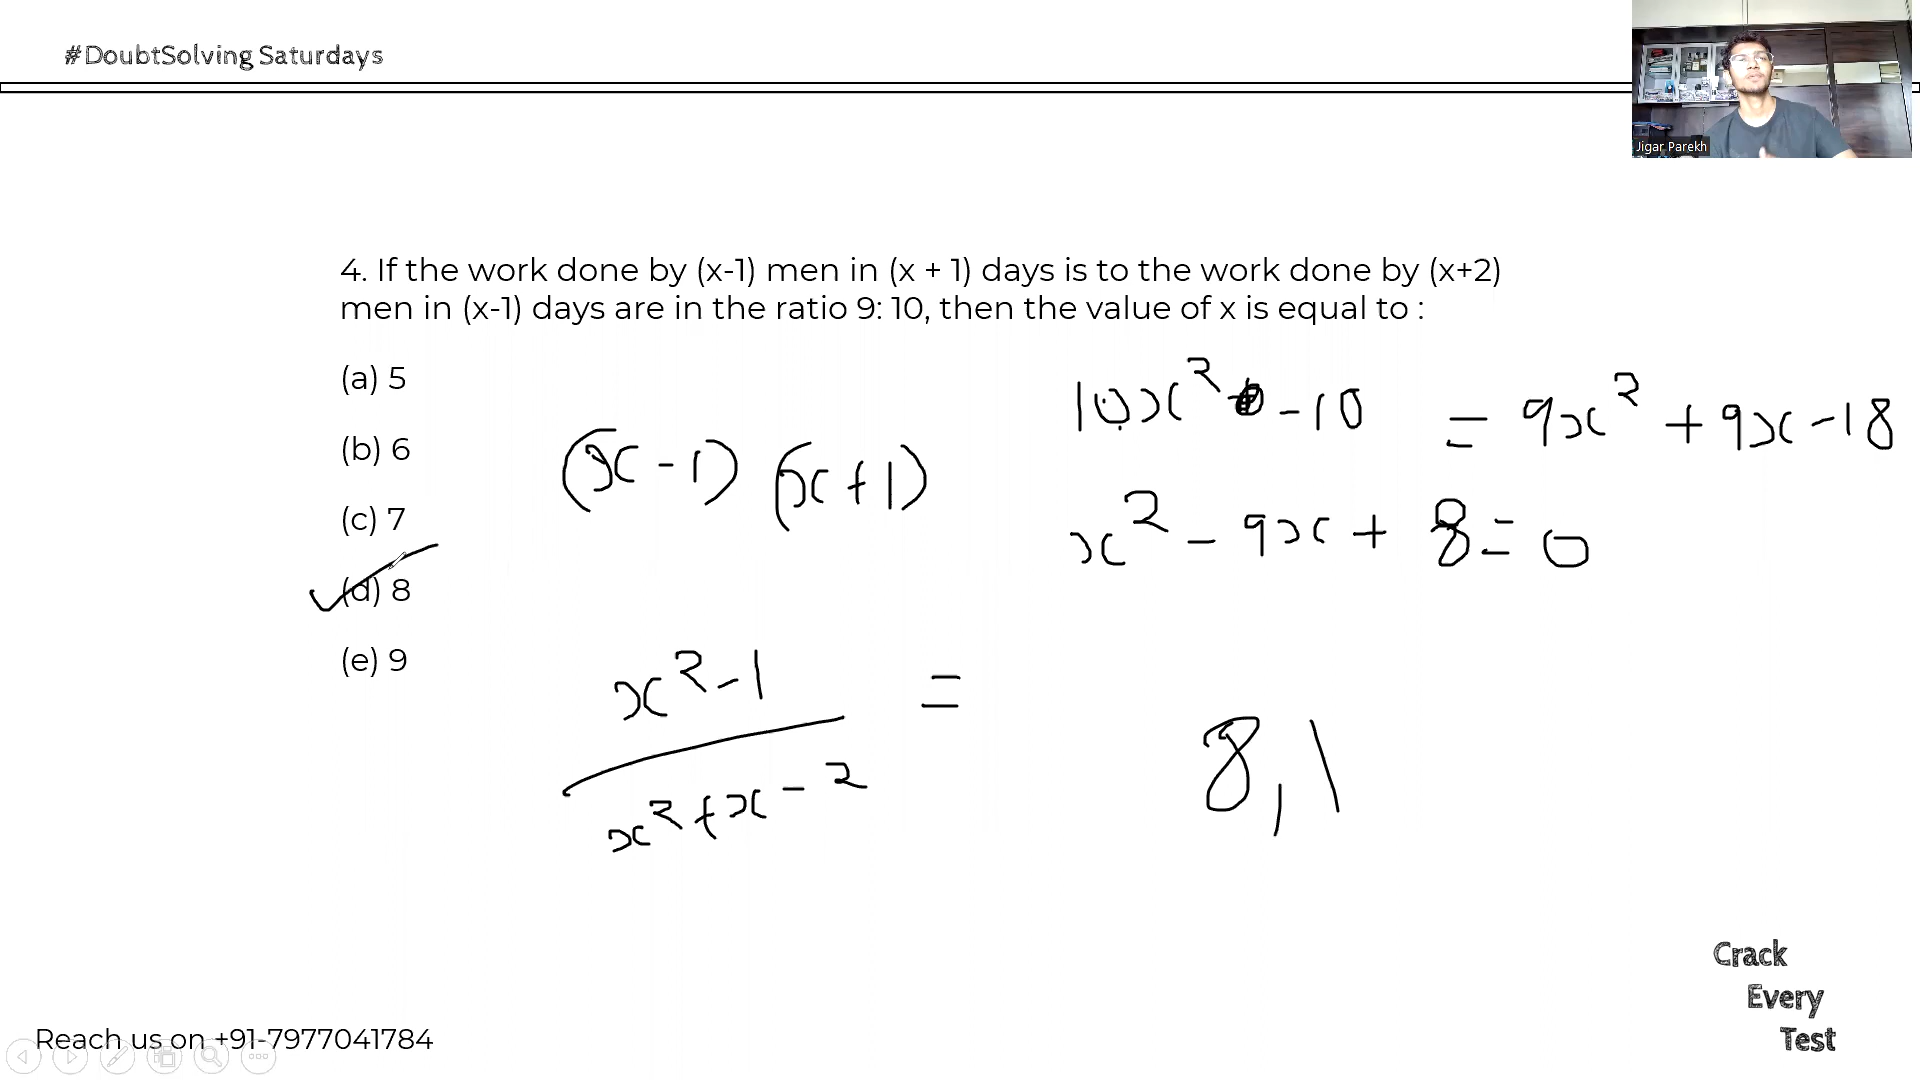 #DoubtSolving Saturdays
Jigar Parekh
4. If the work done by (x-1) men in (x + 1) days is to the work done by (x+2)
men in (x-1) days are in the ratio 9: 10, then the value of x is equal to :
(a) 5
(b) 6
(c) 7
(d) 8
(e) 9
(x-1) (x+1)
x²-1
=
x²+x-2
10x² -10 = 9x² + 9x -18
x² - 9x + 8 = 0
8, 1
Crack
Every
Test
Reach us on +91-7977041784